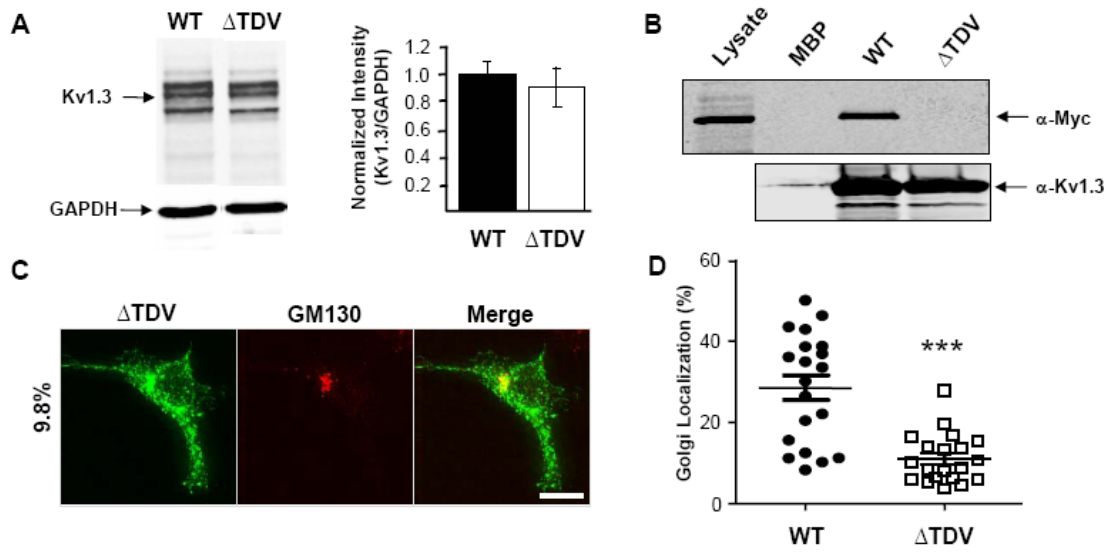 A
WT ΔTDV
Kv1.3
GAPDH
Normalized Intensity
(Kv1.3/GAPDH)
1.2
1.0
0.8
0.6
0.4
0.2
WT ΔTDV
B
Lysate MBP WT ΔTDV
α-Myc
α-Kv1.3
C
ΔTDV GM130 Merge
9.8%
D
Golgi Localization (%)
60
40
20
0
***
WT ΔTDV